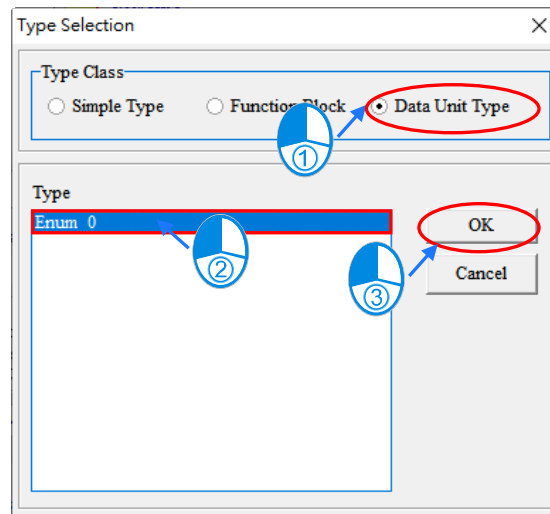 Type Selection
Type Class
Simple Type Function Block Data Unit Type
①
Type
Enum_0
OK
②
Cancel
③